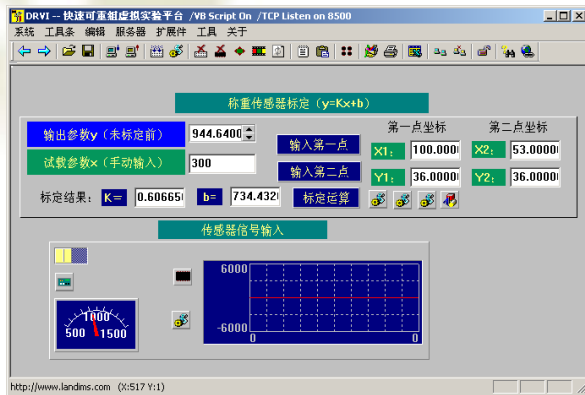 DRVI -- 快速可重组虚拟实验平台 /VB Script On /TCP Listen on 8500
系统 工具条 编辑 服务器 扩展件 工具 关于
称重传感器标定（y=Kx+b）
第一点坐标 第二点坐标
输出参数y（未标定前） 944.6400 输入第一点 X1: 100.000 X2: 53.0000
试载参数x（手动输入） 300 输入第二点 Y1: 36.0000 Y2: 36.0000
标定结果： K= 0.60665 b= 734.432 标定运算
传感器信号输入
6000
-6000
0 0
1000
500 1500
http://www.landims.com (X:517 Y:1)